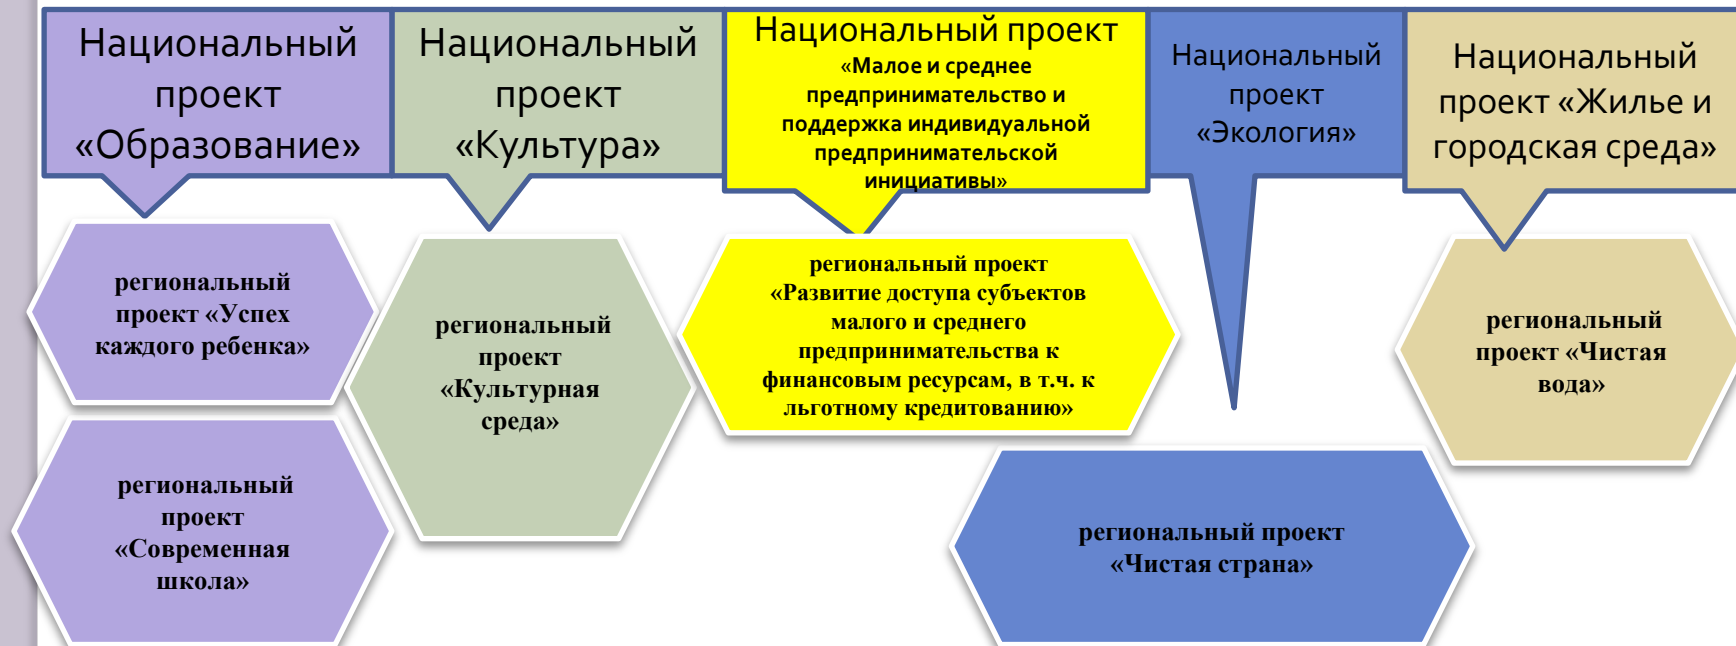 Национальный
проект
«Образование»
Национальный
проект
«Культура»
Национальный проект
«Малое и среднее
предпринимательство и
поддержка индивидуальной
предпринимательской
инициативы»
Национальный
проект
«Экология»
Национальный
проект «Жилье и
городская среда»
региональный
проект «Успех
каждого ребенка»
региональный
проект
«Современная
школа»
региональный
проект
«Культурная
среда»
региональный проект
«Развитие доступа субъектов
малого и среднего
предпринимательства к
финансовым ресурсам, в т.ч. к
льготному кредитованию»
региональный проект
«Чистая страна»
региональный
проект «Чистая
вода»